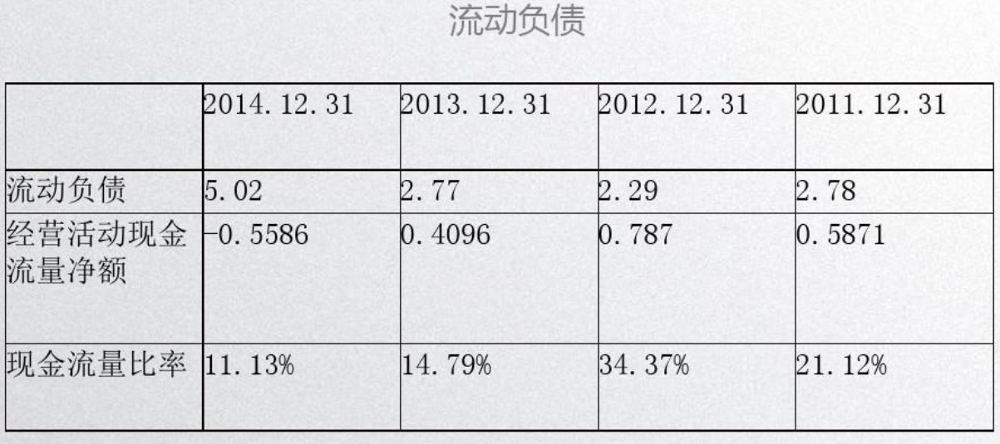 流动负债
2014.12.31 2013.12.31 2012.12.31 2011.12.31
流动负债 5.02 2.77 2.29 2.78
经营活动现金 -0.5586 0.4096 0.787 0.5871
流量净额
现金流量比率 11.13% 14.79% 34.37% 21.12%